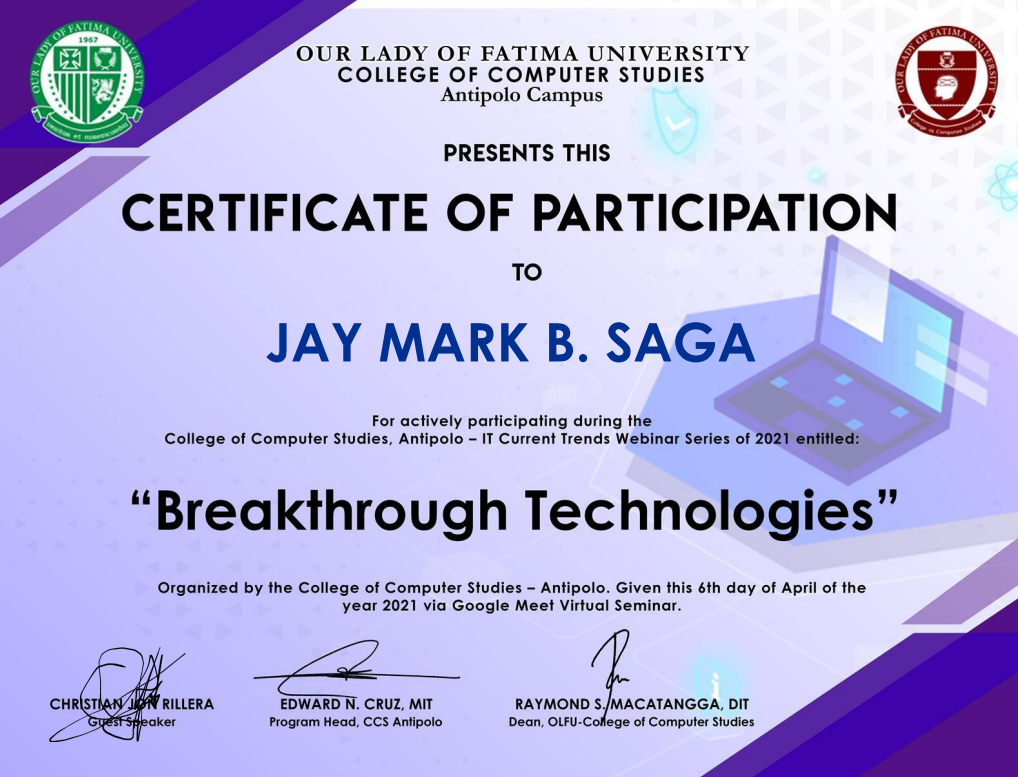 OUR LADY OF FATIMA UNIVERSITY
1967
veritas et misericordia
OUR LADY OF FATIMA UNIVERSITY
COLLEGE OF COMPUTER STUDIES
Antipolo Campus
OUR LADY OF FATIMA UNIVERSITY
College of Computer Studies
PRESENTS THIS
CERTIFICATE OF PARTICIPATION
TO
JAY MARK B. SAGA
For actively participating during the
College of Computer Studies, Antipolo – IT Current Trends Webinar Series of 2021 entitled:
“Breakthrough Technologies”
Organized by the College of Computer Studies – Antipolo. Given this 6th day of April of the
year 2021 via Google Meet Virtual Seminar.
CHRISTIAN JON RILLERA
Guest Speaker
EDWARD N. CRUZ, MIT
Program Head, CCS Antipolo
RAYMOND S. MACATANGGA, DIT
Dean, OLFU-College of Computer Studies